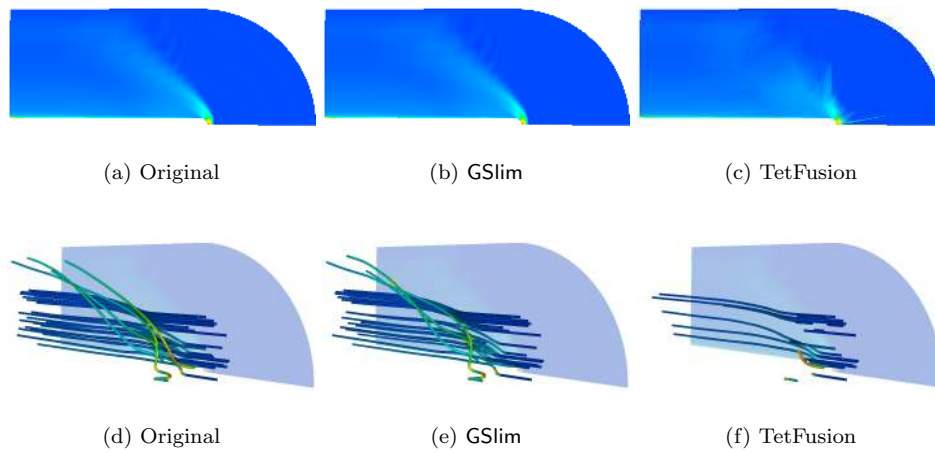 (a) Original
(b) GSlim
(c) TetFusion
(d) Original
(e) GSlim
(f) TetFusion